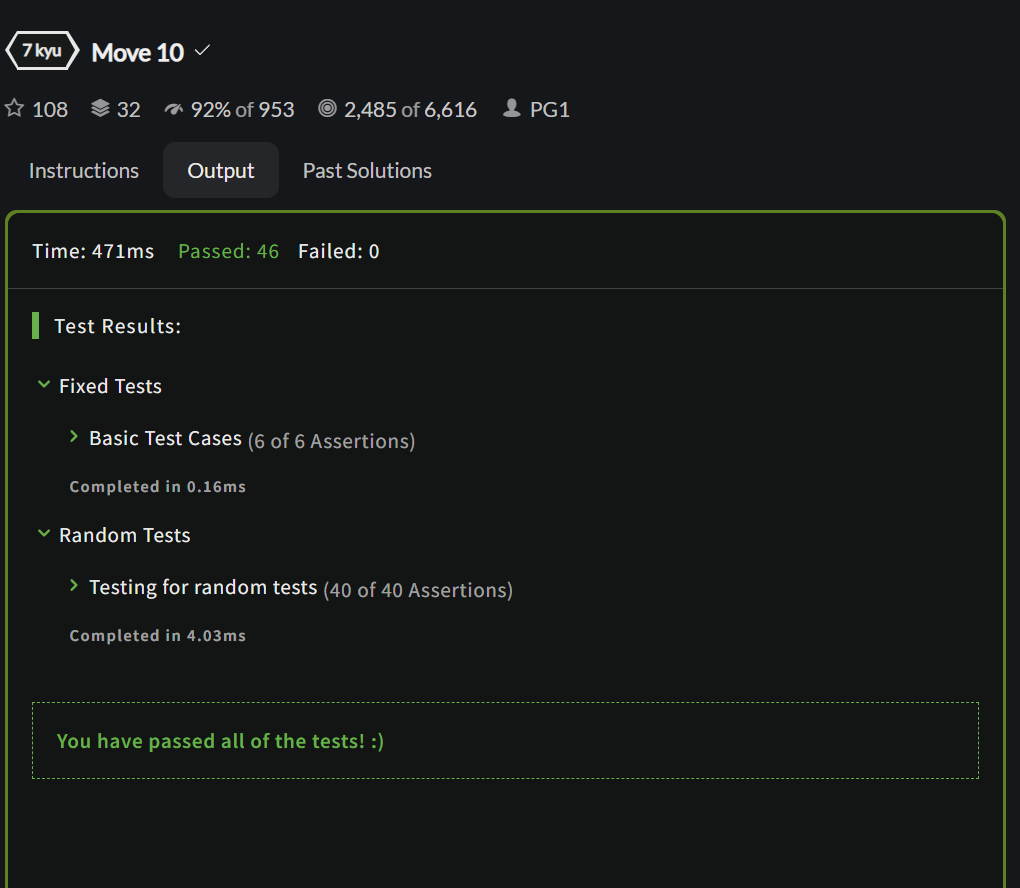 7 kyu Move 10
108 32 92% of 953 2,485 of 6,616 PG1
Instructions Output Past Solutions
Time: 471ms Passed: 46 Failed: 0
Test Results:
Fixed Tests
Basic Test Cases (6 of 6 Assertions)
Completed in 0.16ms
Random Tests
Testing for random tests (40 of 40 Assertions)
Completed in 4.03ms
You have passed all of the tests! :)